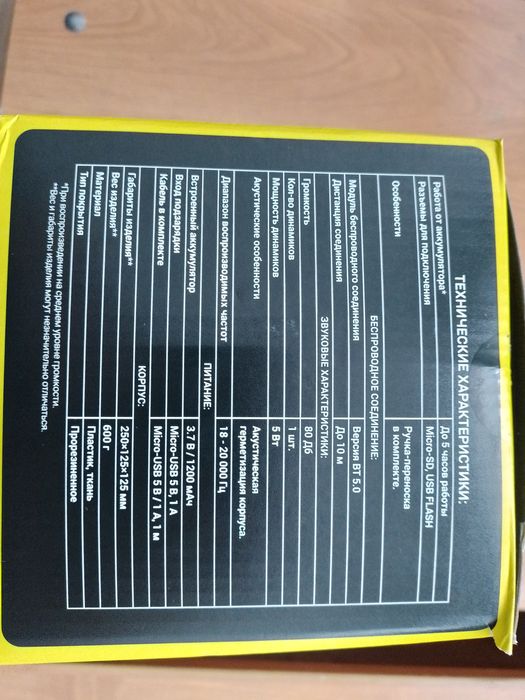 ТЕХНИЧЕСКИЕ ХАРАКТЕРИСТИКИ:
Работа от аккумулятора* До 5 часов работы
Разъемы для подключения Micro-SD, USB FLASH
Особенности Ручка-переноска
в комплекте.
БЕСПРОВОДНОЕ СОЕДИНЕНИЕ:
Модуль беспроводного соединения Версия BT 5.0
Дистанция соединения До 10 м
ЗВУКОВЫЕ ХАРАКТЕРИСТИКИ:
Громкость 80 Дб
Кол-во динамиков 1 шт.
Мощность динамиков 5 Вт
Акустические особенности Акустическая
герметизация корпуса.
Диапазон воспроизводимых частот 18 - 20 000 Гц
ПИТАНИЕ:
Встроенный аккумулятор 3.7 В / 1200 мАч
Вход подзарядки Micro-USB 5 В, 1 А
Кабель в комплекте Micro-USB 5 В / 1 А, 1 м
КОРПУС:
Габариты изделия** 250×125×125 мм
Вес изделия** 600 г
Материал Пластик, ткань
Тип покрытия Прорезиненное
*При воспроизведении на среднем уровне громкости.
**Вес и габариты изделия могут незначительно отличаться.